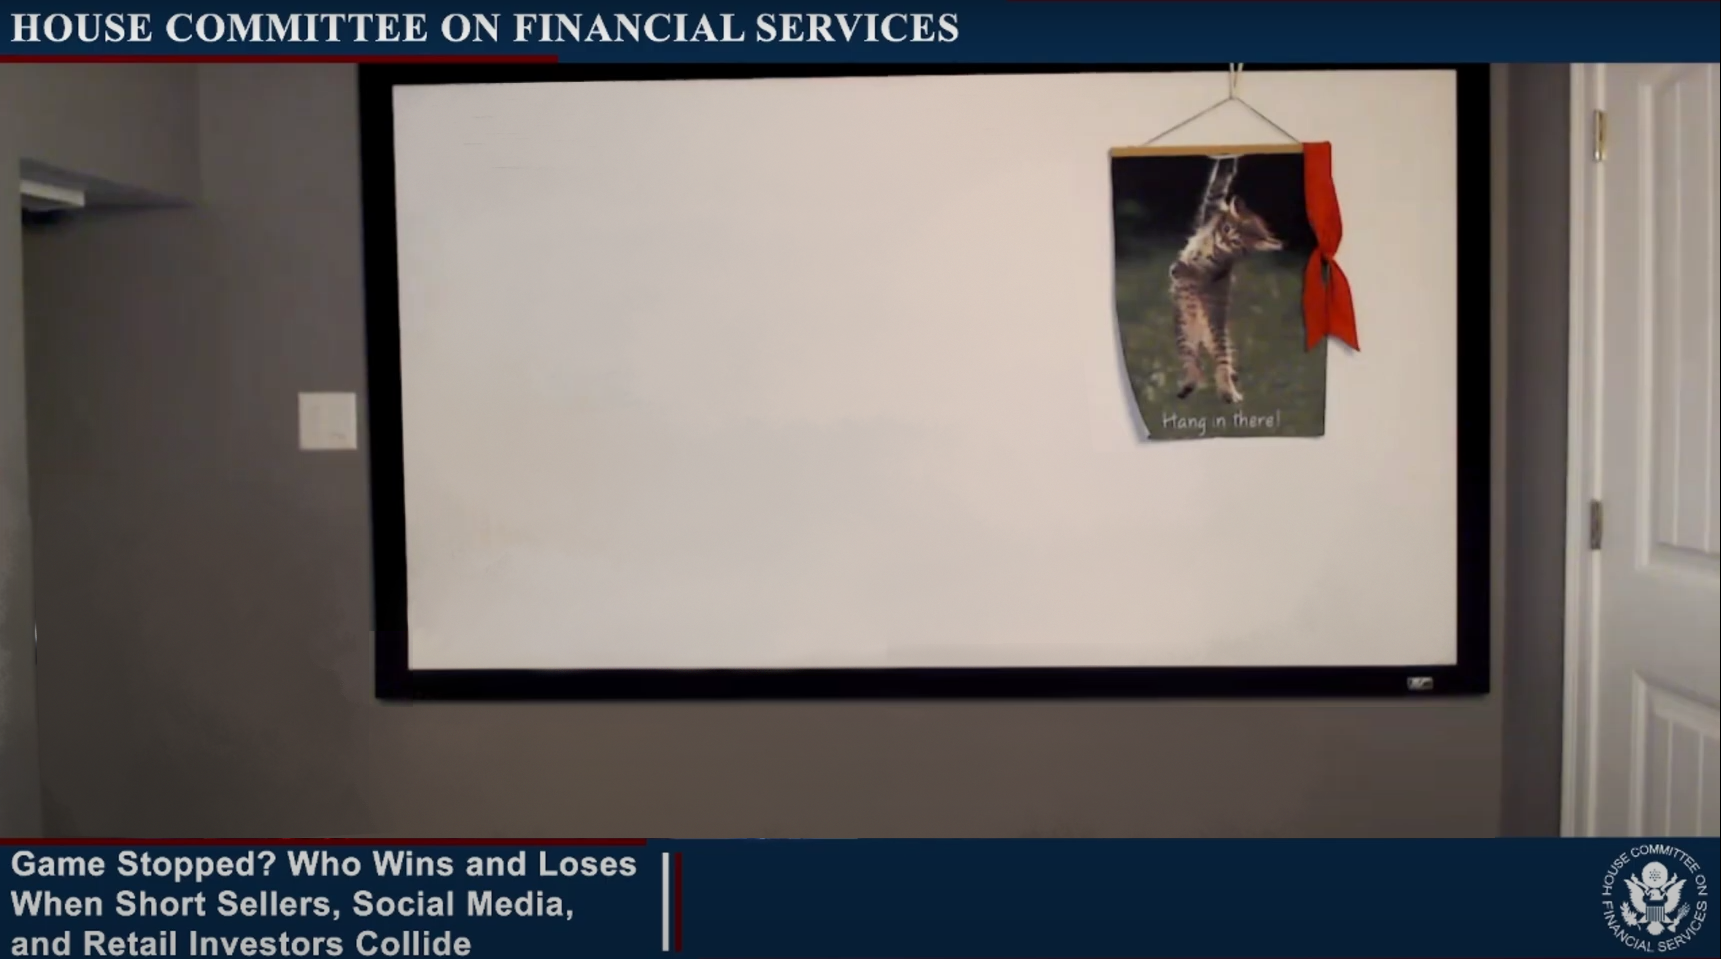 HOUSE COMMITTEE ON FINANCIAL SERVICES
Hang in there!
Game Stopped? Who Wins and Loses
When Short Sellers, Social Media,
and Retail Investors Collide
HOUSE COMMITTEE ON
FINANCIAL SERVICES